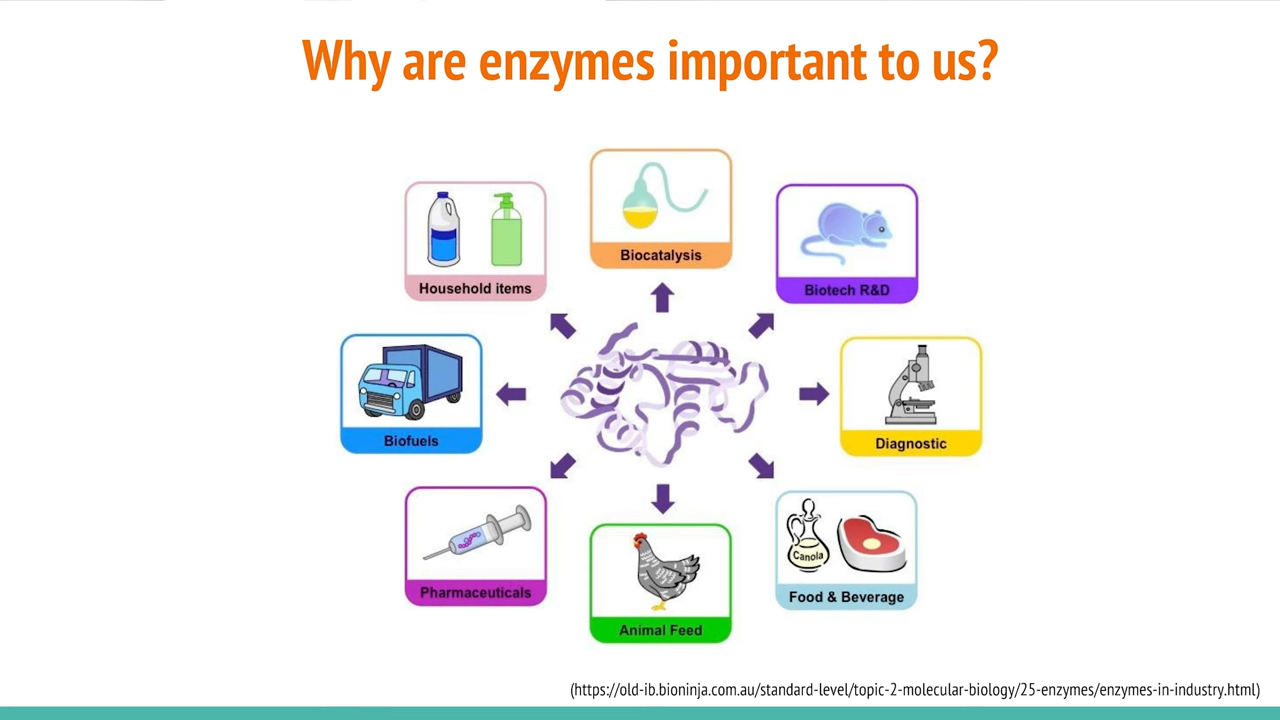 Why are enzymes important to us?
Biocatalysis
Household items
Biotech R&D
Biofuels
Diagnostic
Pharmaceuticals
Canola
Food & Beverage
Animal Feed
(https://old-ib.bioninja.com.au/standard-level/topic-2-molecular-biology/25-enzymes/enzymes-in-industry.html)